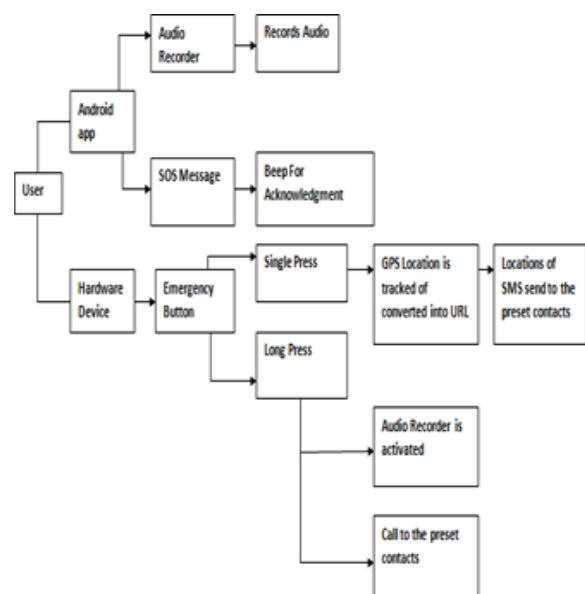 Audio
Recorder
Records Audio
Android
app
SOS Message
Beep For
Acknowledgment
User
Hardware
Device
Emergency
Button
Single Press
GPS Location is
tracked of
converted into URL
Locations of
SMS send to the
preset contacts
Long Press
Audio Recorder is
activated
Call to the preset
contacts